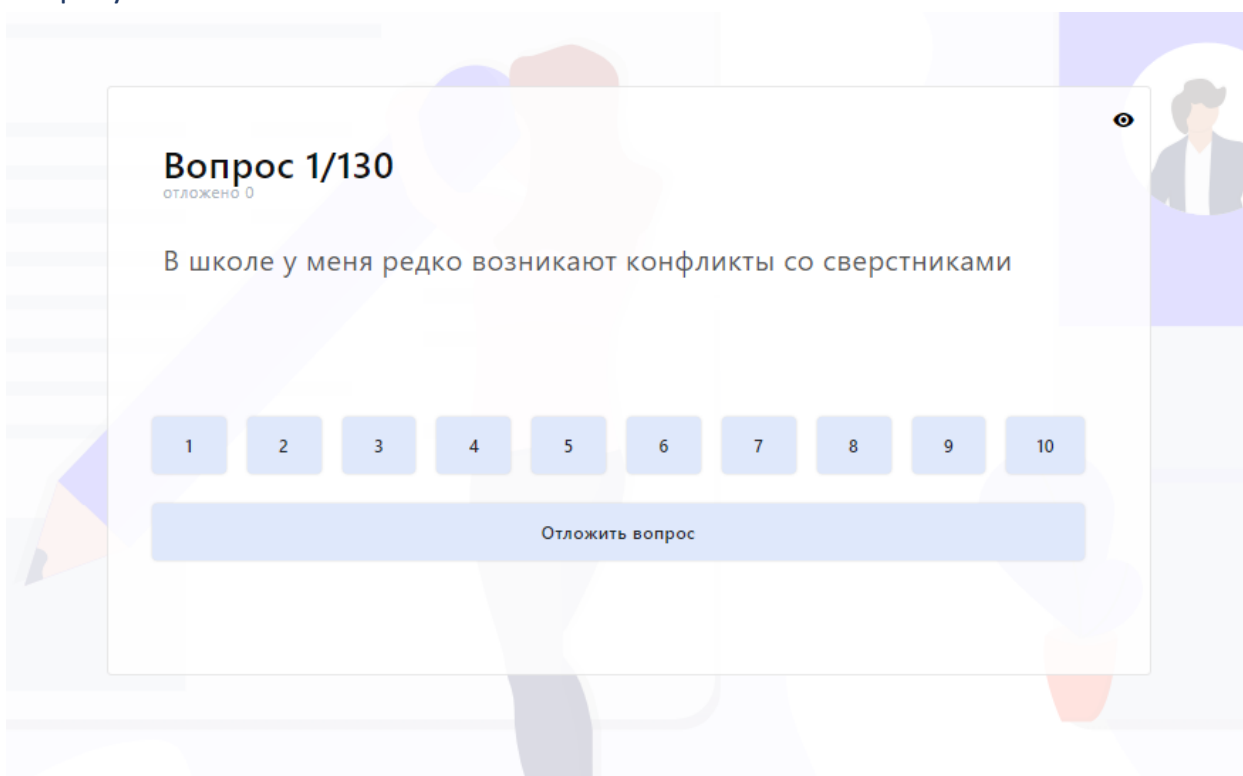 Вопрос 1/130
отложено 0
В школе у меня редко возникают конфликты со сверстниками
1 2 3 4 5 6 7 8 9 10
Отложить вопрос